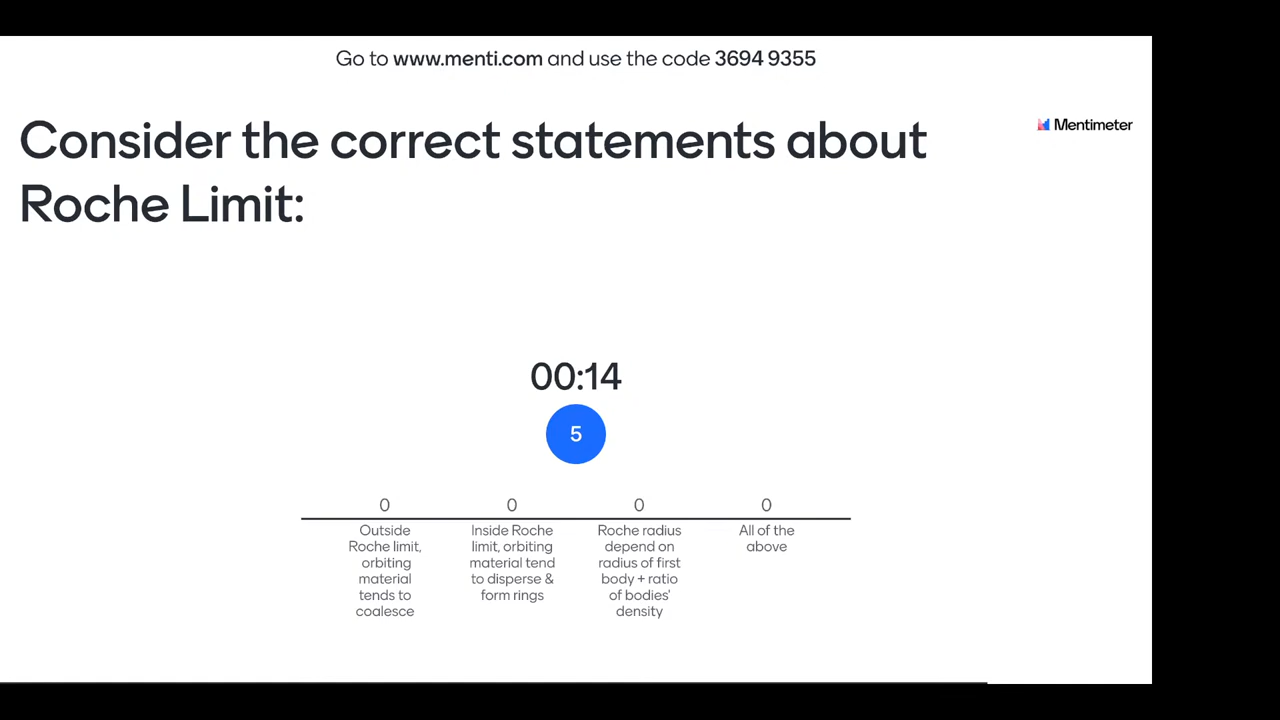 Go to www.menti.com and use the code 3694 9355
Consider the correct statements about
Mentimeter
Roche Limit:
00:14
5
0
0
0
0
Outside
Roche limit,
orbiting
material
tends to
coalesce
Inside Roche
limit, orbiting
material tend
to disperse &
form rings
Roche radius
depend on
radius of first
body + ratio
of bodies'
density
All of the
above